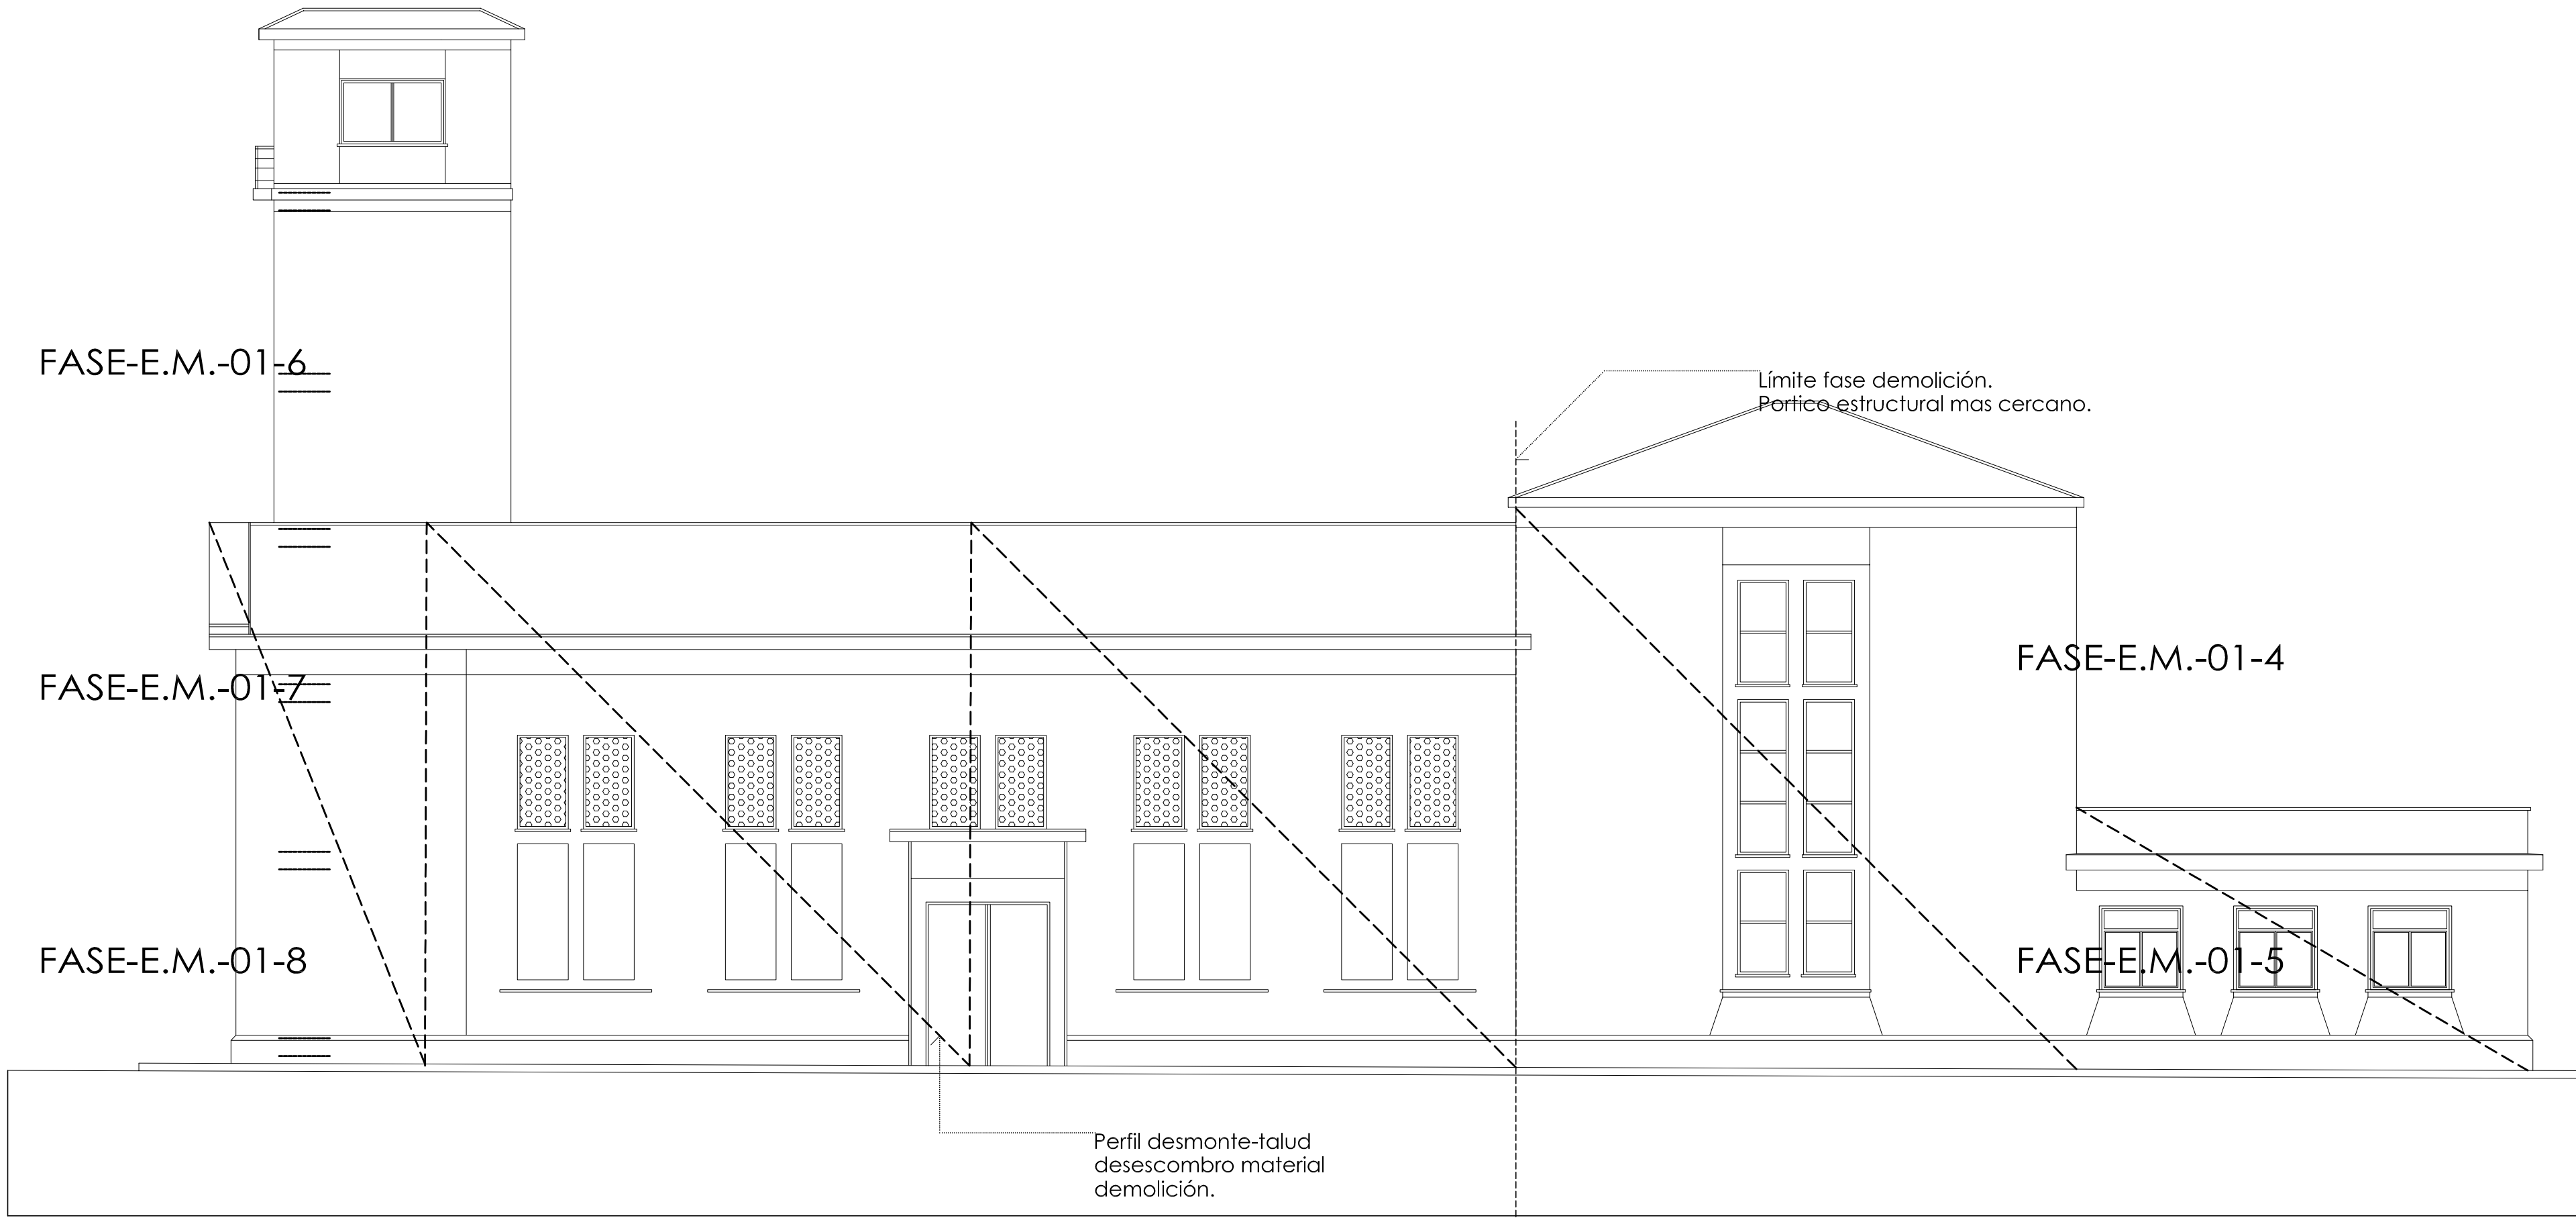 FASE-E.M.-01-6
Límite fase demolición.
Portico estructural mas cercano.
FASE-E.M.-01-4
FASE-E.M.-01-7
FASE-E.M.-01-8
FASE-E.M.-01-5
Perfil desmonte-talud
desescombro material
demolición.